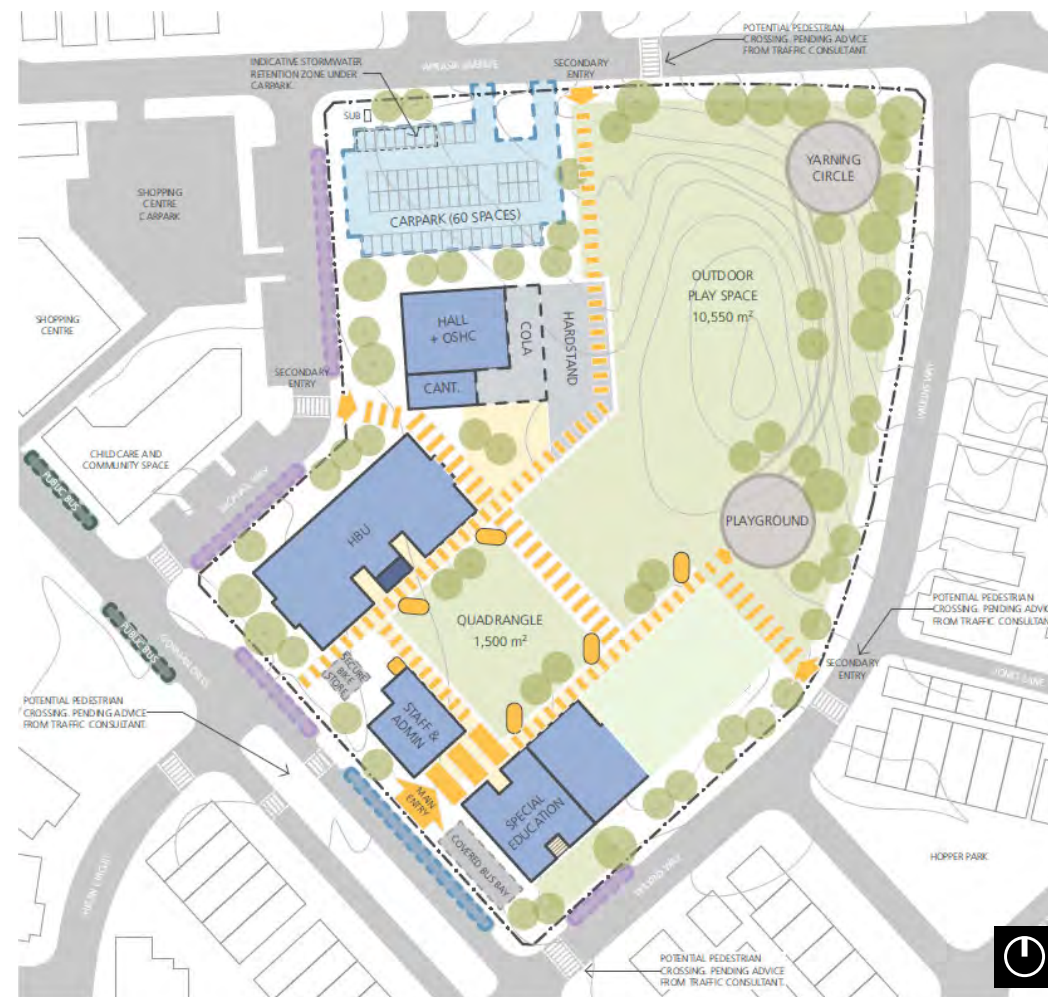 POTENTIAL PEDESTRIAN
CROSSING. PENDING ADVICE
FROM TRAFFIC CONSULTANT.
INDICATIVE STORMWATER
RETENTION ZONE UNDER
CARPARK.
SECONDARY
ENTRY
SUB
YARNING
CIRCLE
SHOPPING
CENTRE
CARPARK
CARPARK (60 SPACES)
OUTDOOR
PLAY SPACE
10,550 m²
HALL
+ OSHC
COLA
HARDSTAND
SHOPPING
CENTRE
SECONDARY
ENTRY
CANT.
CHILDCARE AND
COMMUNITY SPACE
PUBLIC BUS
HBU
PLAYGROUND
QUADRANGLE
1,500 m²
POTENTIAL PEDESTRIAN
CROSSING. PENDING ADVIC
FROM TRAFFIC CONSULTAN
PUBLIC BUS
SECURE
BIKE
STORE
SECONDARY
ENTRY
POTENTIAL PEDESTRIAN
CROSSING. PENDING ADVICE
FROM TRAFFIC CONSULTANT.
STAFF &
ADMIN
MAIN
ENTRY
SPECIAL
EDUCATION
COVERED BUS BAY
HOPPER PARK
POTENTIAL PEDESTRIAN
CROSSING. PENDING ADVICE
FROM TRAFFIC CONSULTANT.